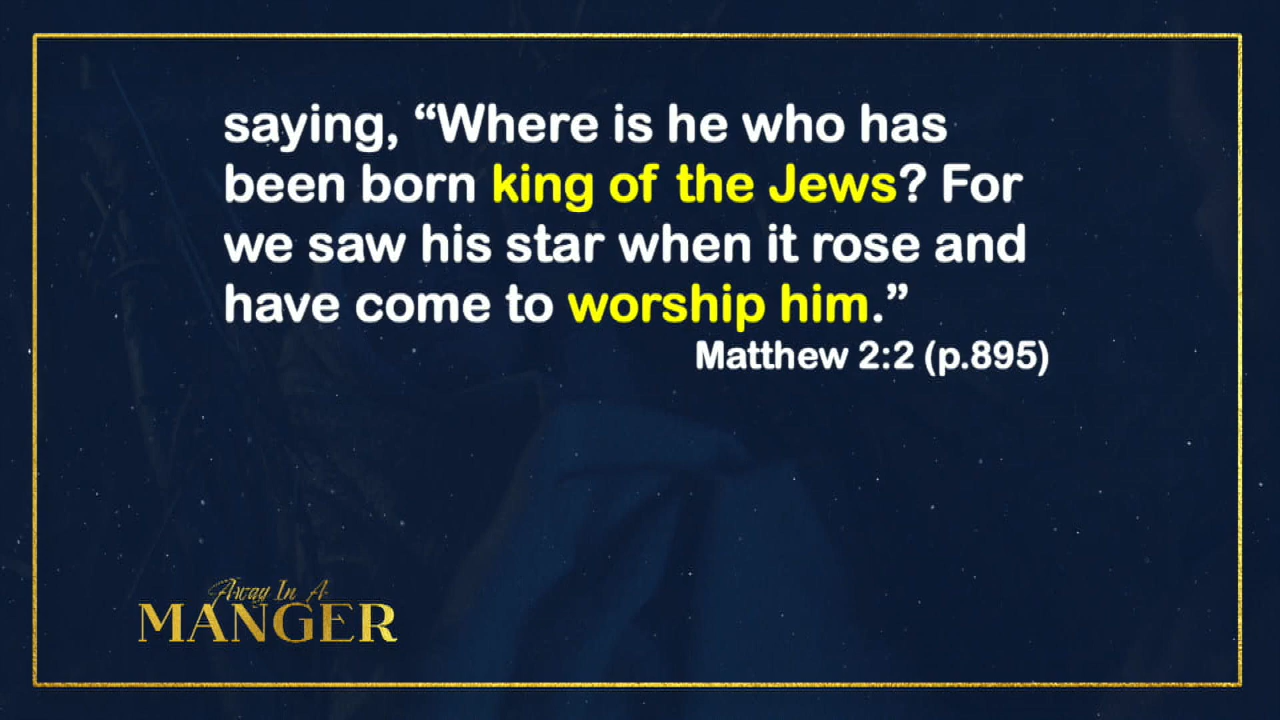 saying, “Where is he who has
been born king of the Jews? For
we saw his star when it rose and
have come to worship him.”
Matthew 2:2 (p.895)
Away In A
MANGER